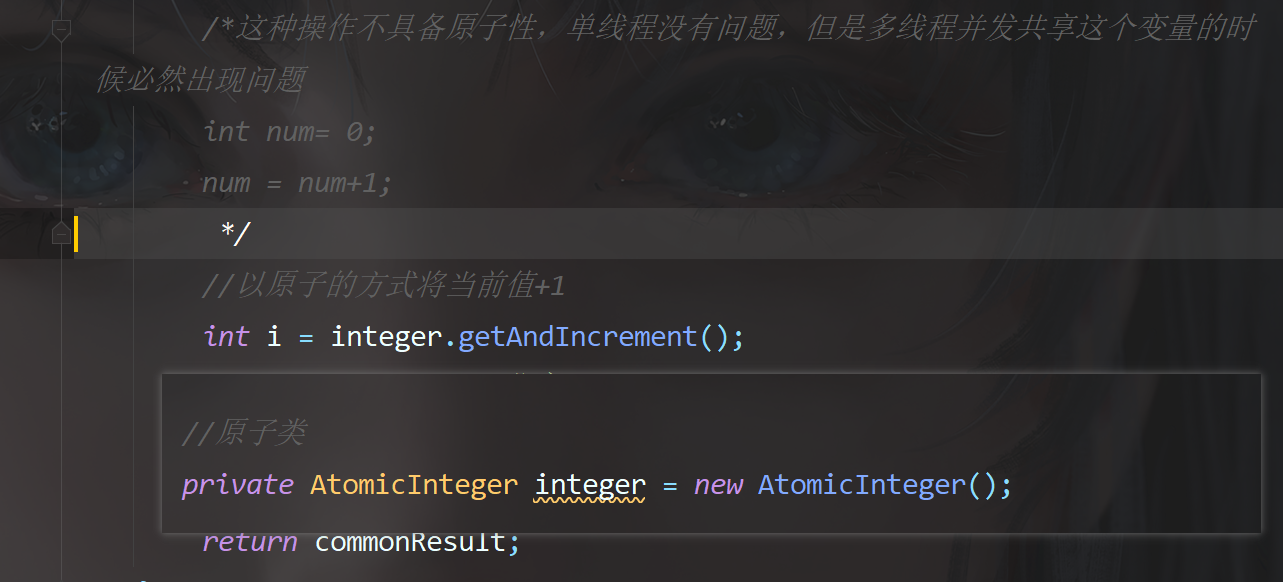 /*这种操作不具备原子性，单线程没有问题，但是多线程并发共享这个变量的时
候必然出现问题
int num= 0;
num = num+1;
*/
//以原子的方式将当前值+1
int i = integer.getAndIncrement();
//原子类
private AtomicInteger integer = new AtomicInteger();
return commonResult;